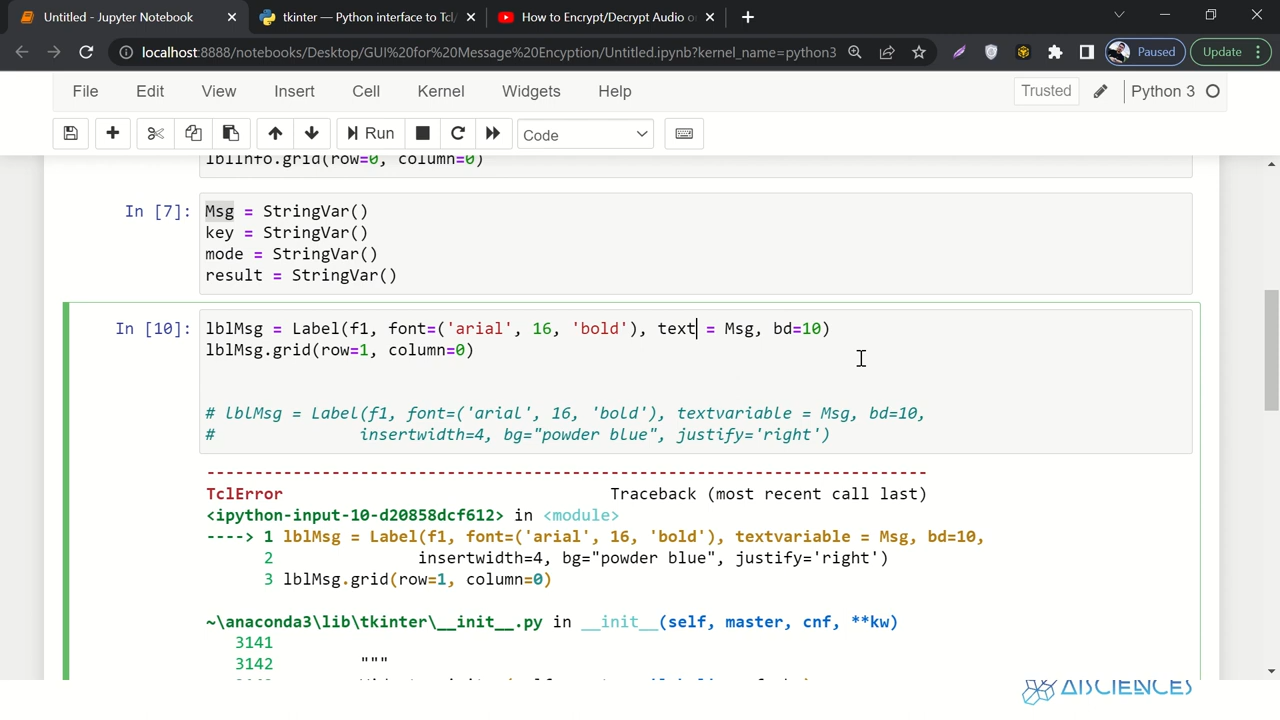 Untitled - Jupyter Notebook
tkinter — Python interface to Tcl/
How to Encrypt/Decrypt Audio o
localhost:8888/notebooks/Desktop/GUI%20for%20Message%20Encyption/Untitled.ipynb?kernel_name=python3
Paused
Update
File Edit View Insert Cell Kernel Widgets Help
Trusted
Python 3
Run
Code
lblInfo.grid(row=0, column=0)
In [7]:
Msg = StringVar()
key = StringVar()
mode = StringVar()
result = StringVar()
In [10]:
lblMsg = Label(f1, font=('arial', 16, 'bold'), text = Msg, bd=10)
lblMsg.grid(row=1, column=0)
# lblMsg = Label(f1, font=('arial', 16, 'bold'), textvariable = Msg, bd=10,
#               insertwidth=4, bg="powder blue", justify='right')
---------------------------------------------------------------------------
TclError                                  Traceback (most recent call last)
<ipython-input-10-d20858dcf612> in <module>
----> 1 lblMsg = Label(f1, font=('arial', 16, 'bold'), textvariable = Msg, bd=10,
      2               insertwidth=4, bg="powder blue", justify='right')
      3 lblMsg.grid(row=1, column=0)
~\anaconda3\lib\tkinter\__init__.py in __init__(self, master, cnf, **kw)
   3141
   3142         """
AISCIENCES